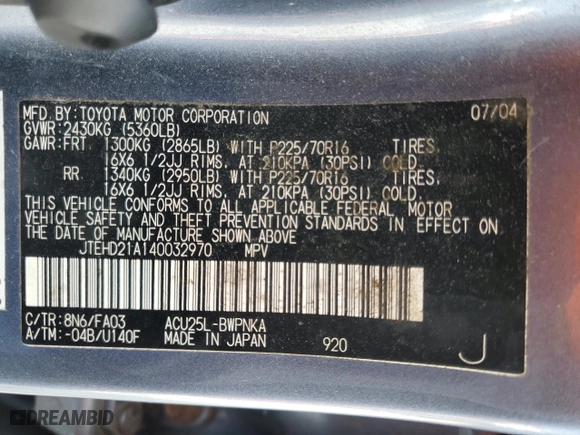 MFD.BY:TOYOTA MOTOR CORPORATION 07/04
GVWR:2430KG (5360LB)
GAWR:FRT 1300KG (2865LB) WITH P225/70R16 TIRES,
16X6 1/2JJ RIMS, AT 210KPA (30PSI) COLD.
RR 1340KG (2950LB) WITH P225/70R16 TIRES,
16X6 1/2JJ RIMS, AT 210KPA (30PSI) COLD.
THIS VEHICLE CONFORMS TO ALL APPLICABLE FEDERAL MOTOR
VEHICLE SAFETY AND THEFT PREVENTION STANDARDS IN EFFECT ON
THE DATE OF MANUFACTURE SHOWN ABOVE.
JTEHD21A140032970 MPV
C/TR:8N6/FA03 ACU25L-BWPNKA
A/TM:-04B/U140F MADE IN JAPAN 920 J
DREAMBID